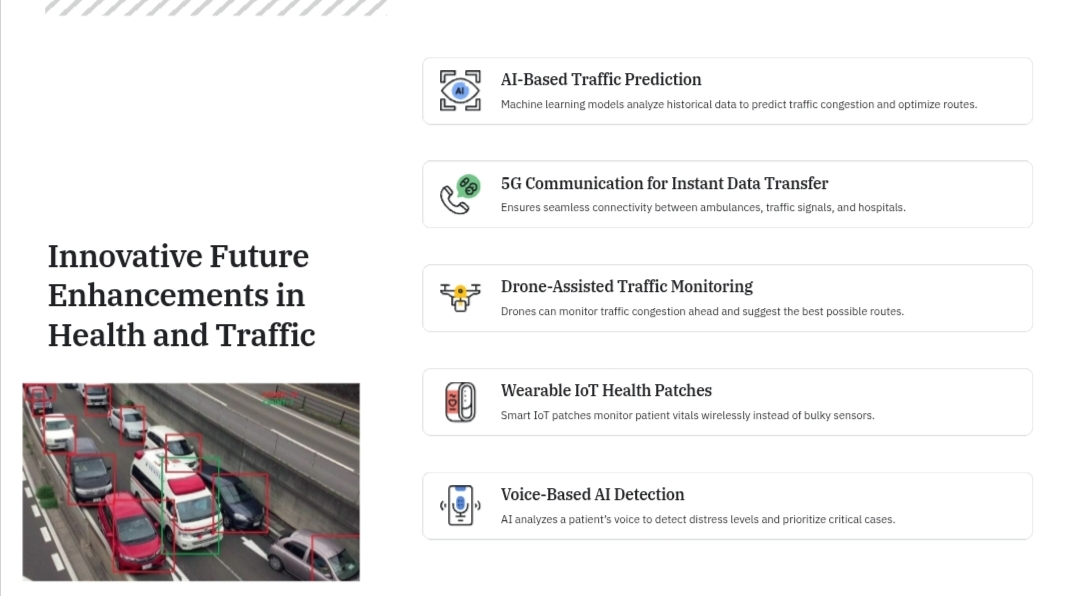 Innovative Future
Enhancements in
Health and Traffic
AI
AI-Based Traffic Prediction
Machine learning models analyze historical data to predict traffic congestion and optimize routes.
5G Communication for Instant Data Transfer
Ensures seamless connectivity between ambulances, traffic signals, and hospitals.
Drone-Assisted Traffic Monitoring
Drones can monitor traffic congestion ahead and suggest the best possible routes.
Wearable IoT Health Patches
Smart IoT patches monitor patient vitals wirelessly instead of bulky sensors.
Voice-Based AI Detection
AI analyzes a patient’s voice to detect distress levels and prioritize critical cases.